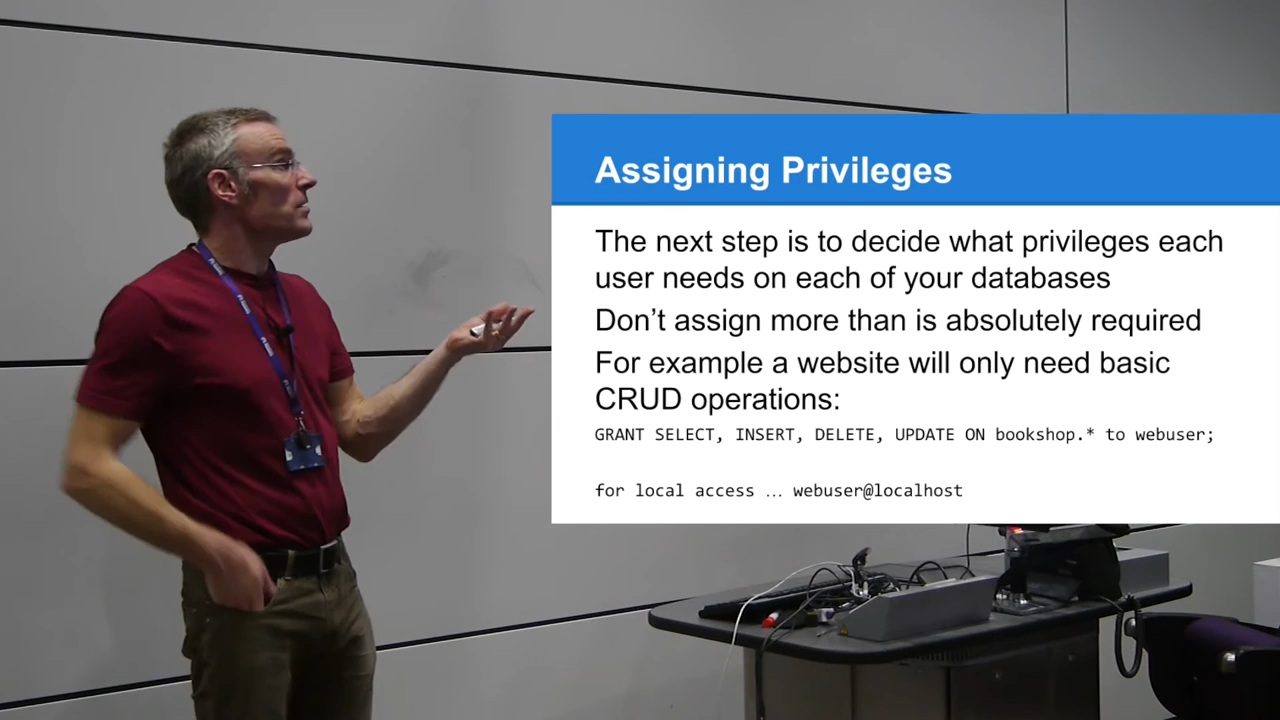 Assigning Privileges
The next step is to decide what privileges each
user needs on each of your databases
Don't assign more than is absolutely required
For example a website will only need basic
CRUD operations:
GRANT SELECT, INSERT, DELETE, UPDATE ON bookshop.* to webuser;
for local access … webuser@localhost